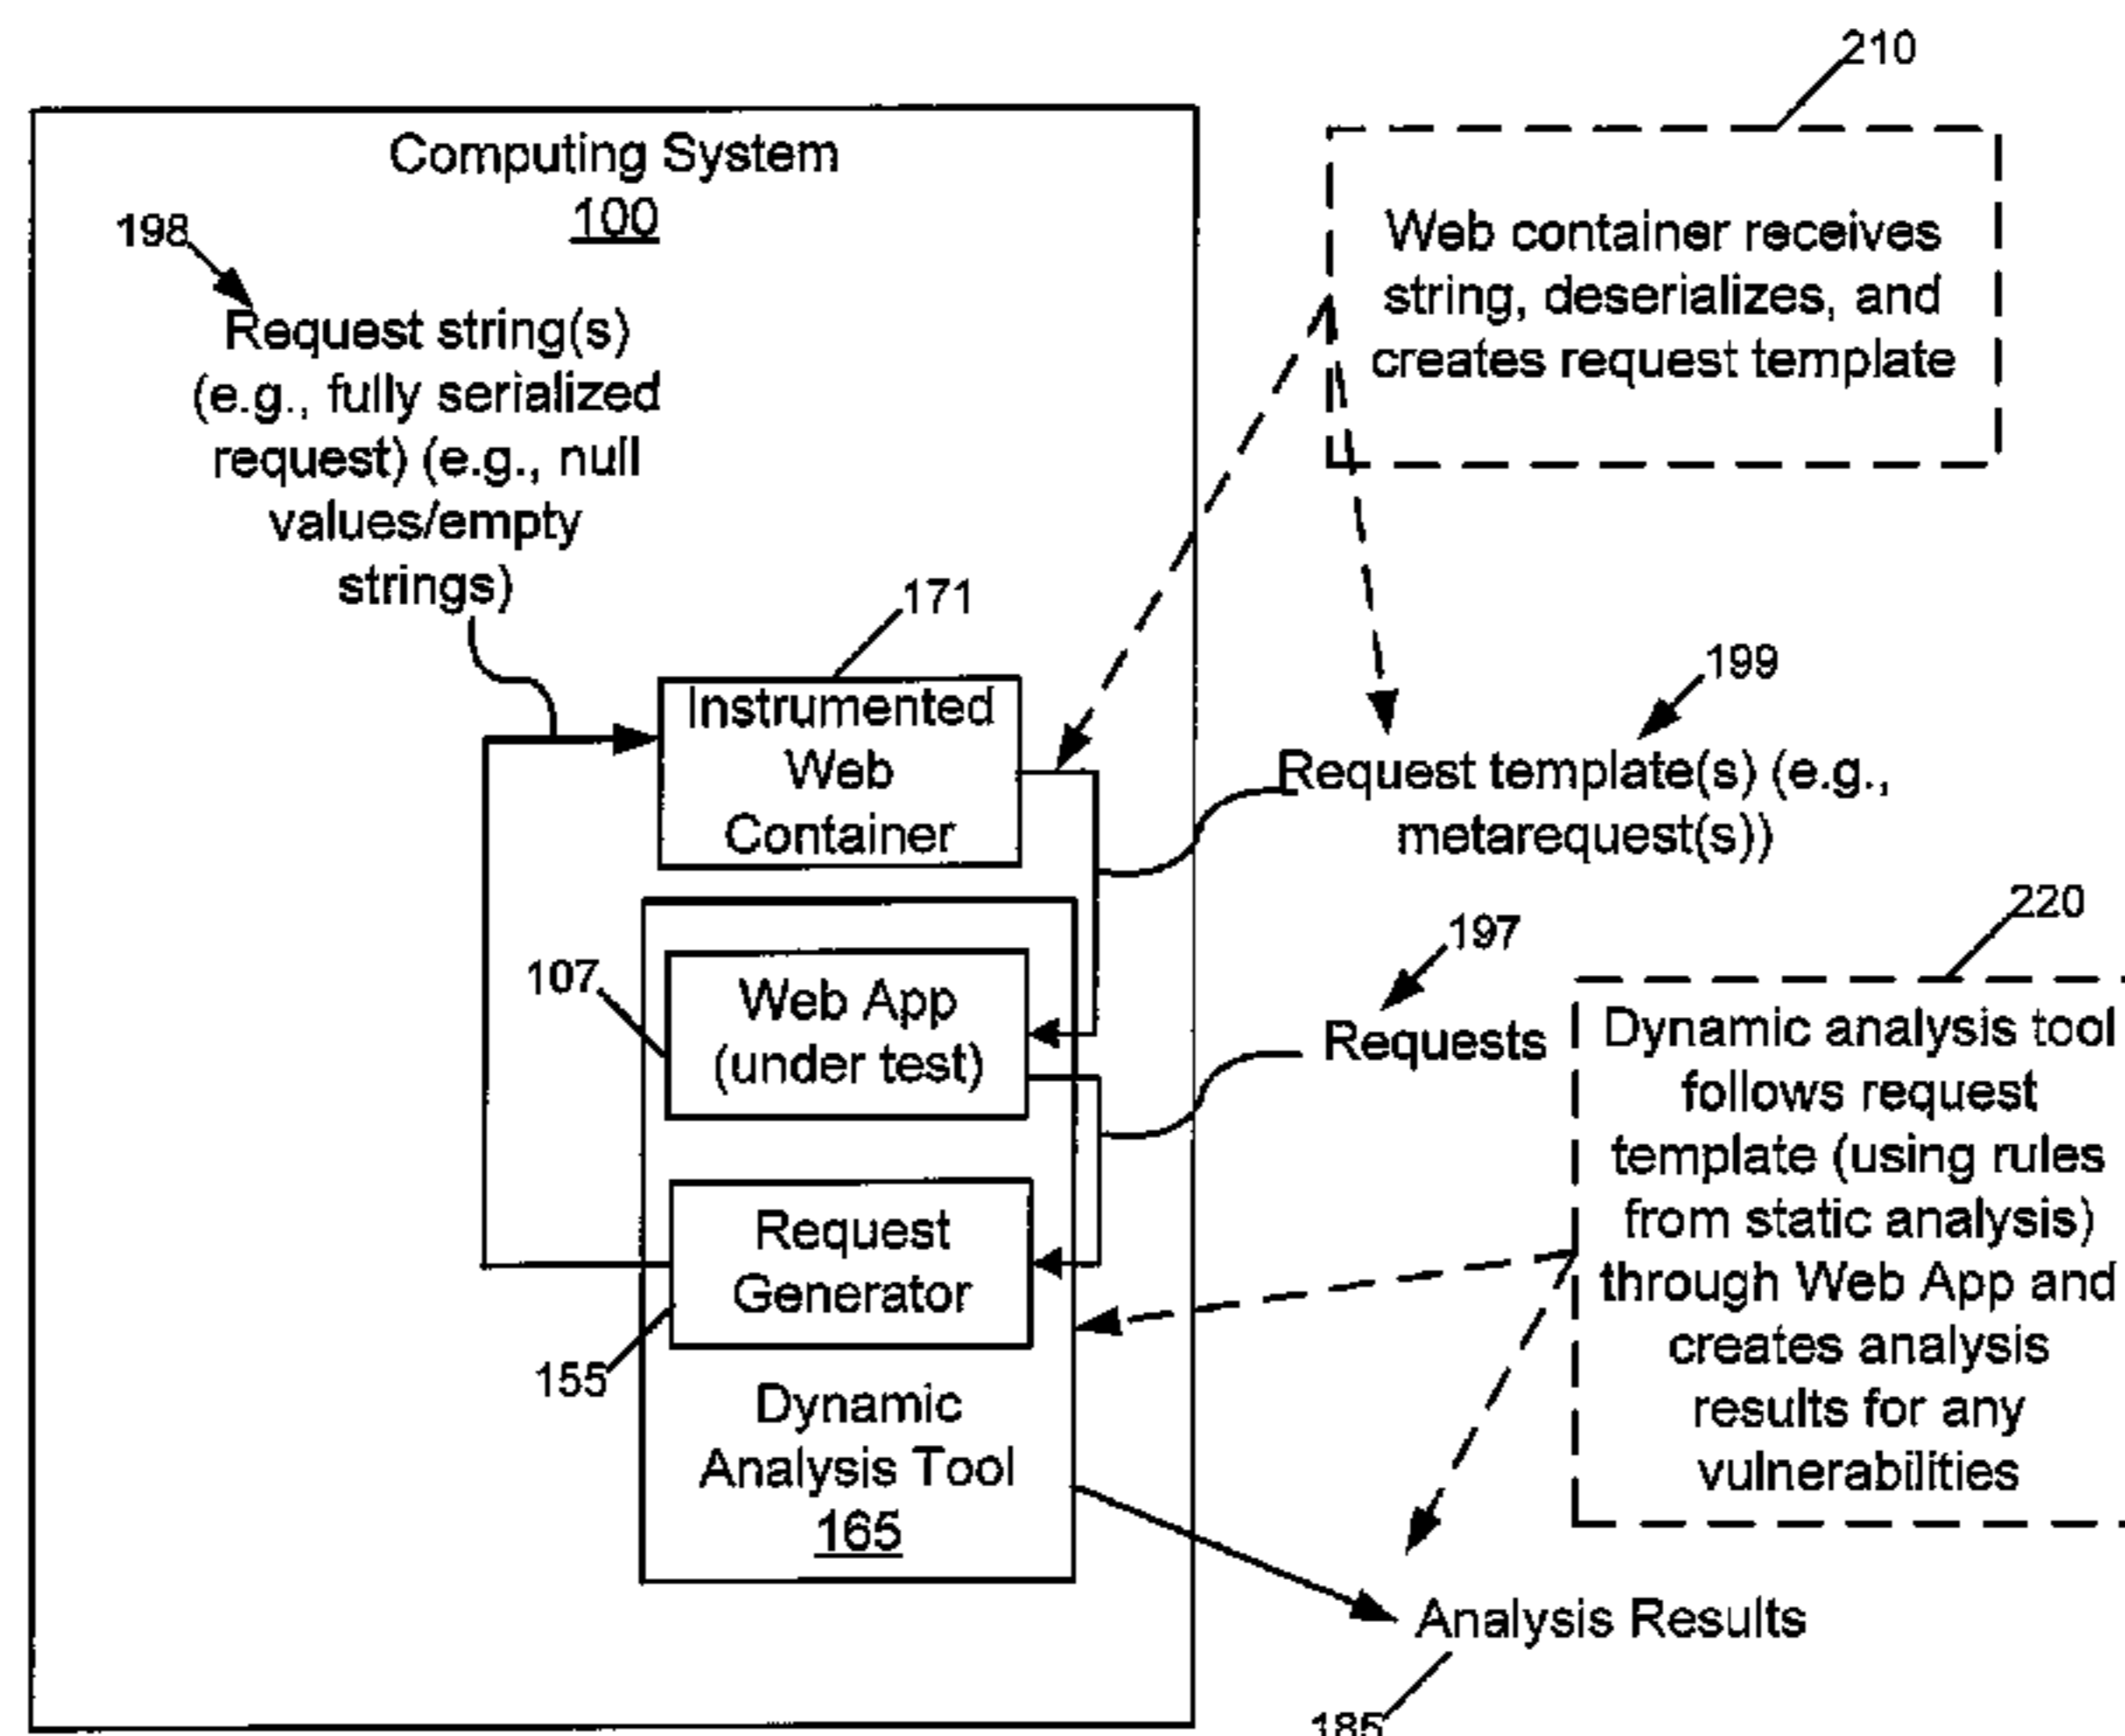 210
Computing System
100
198
Request string(s)
(e.g., fully serialized
request) (e.g., null
values/empty
strings)
Web container receives
string, deserializes, and
creates request template
171
Instrumented
Web
Container
199
Request template(s) (e.g.,
metarequest(s))
107
Web App
(under test)
197
Requests
220
Dynamic analysis tool
follows request
template (using rules
from static analysis)
through Web App and
creates analysis
results for any
vulnerabilities
Request
Generator
155
Dynamic
Analysis Tool
165
Analysis Results
185